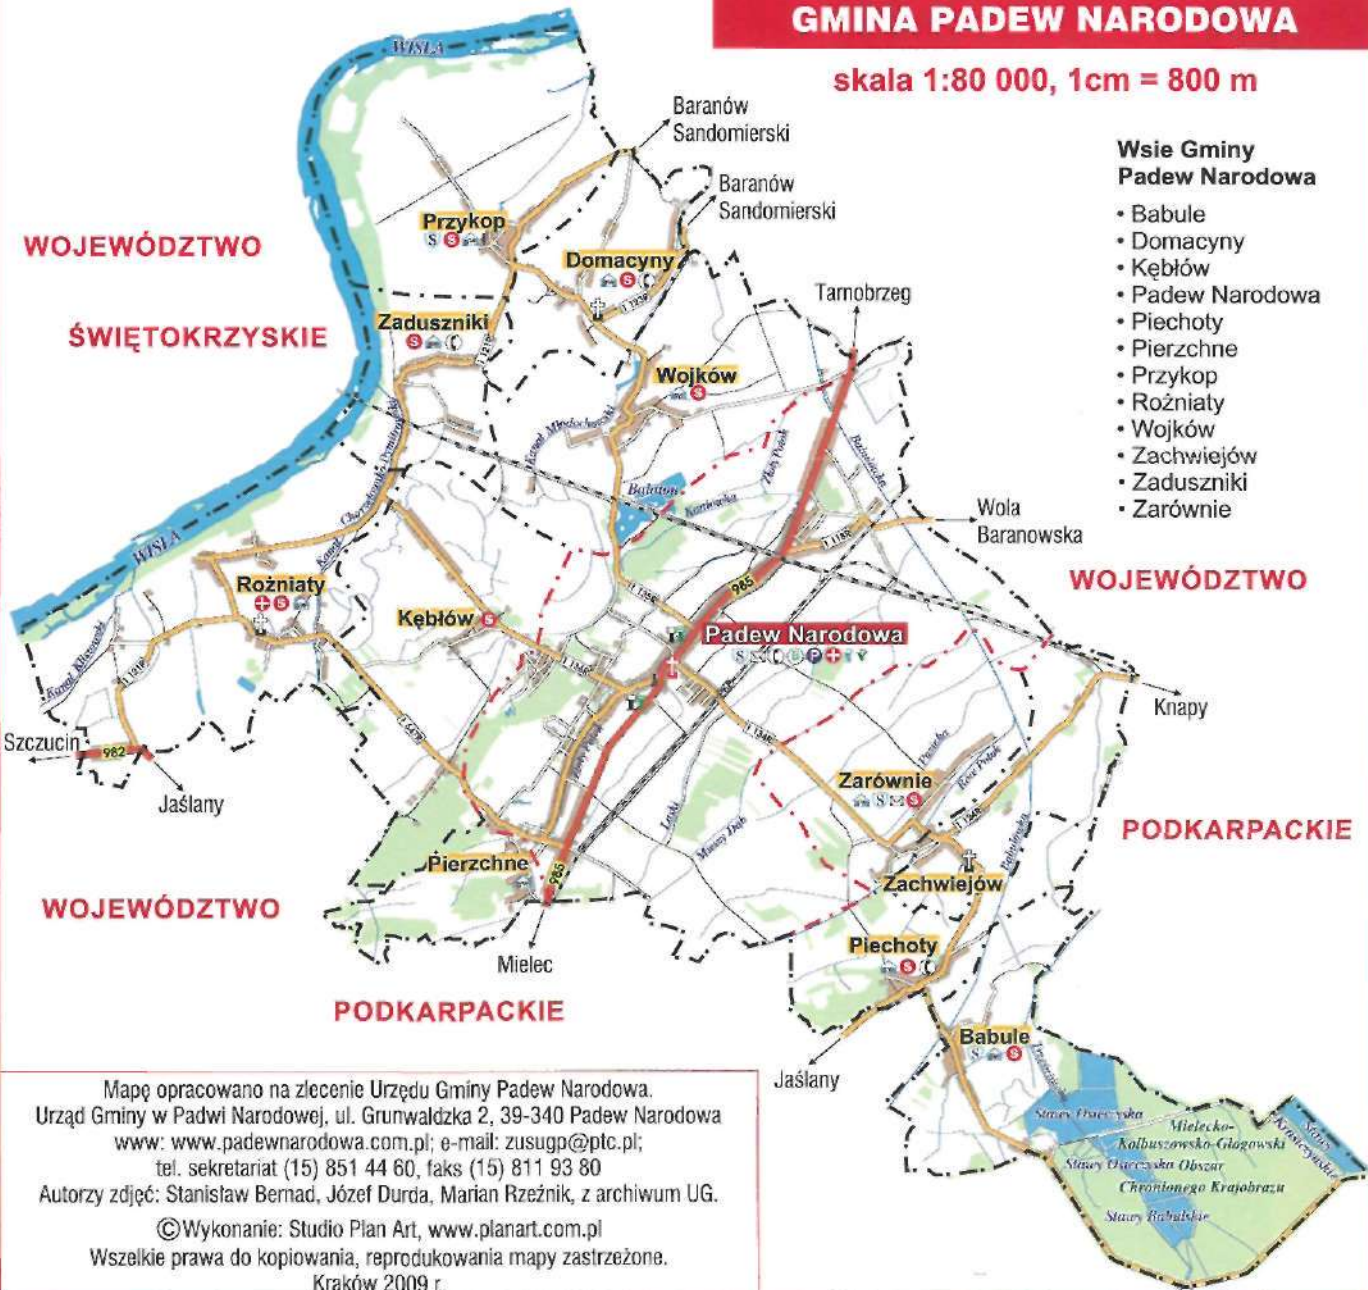 GMINA PADEW NARODOWA
skala 1:80 000, 1cm = 800 m
Wsie Gminy
Padew Narodowa
• Babule
• Domacyny
• Kębłów
• Padew Narodowa
• Piechoty
• Pierzchne
• Przykop
• Rożniaty
• Wojków
• Zachwiejów
• Zaduszniki
• Zarównie
WISŁA
Baranów
Sandomierski
Baranów
Sandomierski
Przykop
WOJEWÓDZTWO
ŚWIĘTOKRZYSKIE
Domacyny
Tarnobrzeg
Zaduszniki
Wojków
Złoty Potok
Babulówka
Balaton
Koniówka
Wola
Baranowska
WISŁA
WOJEWÓDZTWO
Rożniaty
Kębłów
985
Padew Narodowa
Knapy
Szczucin
982
Jaślany
Zarównie
PODKARPACKIE
Pierzchne
985
Babulówka
Zachwiejów
WOJEWÓDZTWO
Piechoty
Mielec
PODKARPACKIE
Babule
Jaślany
Mielecko-
Kolbuszowsko-Głogowski
Obszar
Chronionego Krajobrazu
Stawy Babulskie
Mapę opracowano na zlecenie Urzędu Gminy Padew Narodowa.
Urząd Gminy w Padwi Narodowej, ul. Grunwaldzka 2, 39-340 Padew Narodowa
www: www.padewnarodowa.com.pl; e-mail: zusugp@ptc.pl;
tel. sekretariat (15) 851 44 60, faks (15) 811 93 80
Autorzy zdjęć: Stanisław Bernad, Józef Durda, Marian Rzeźnik, z archiwum UG.
©Wykonanie: Studio Plan Art, www.planart.com.pl
Wszelkie prawa do kopiowania, reprodukowania mapy zastrzeżone.
Kraków 2009 r.